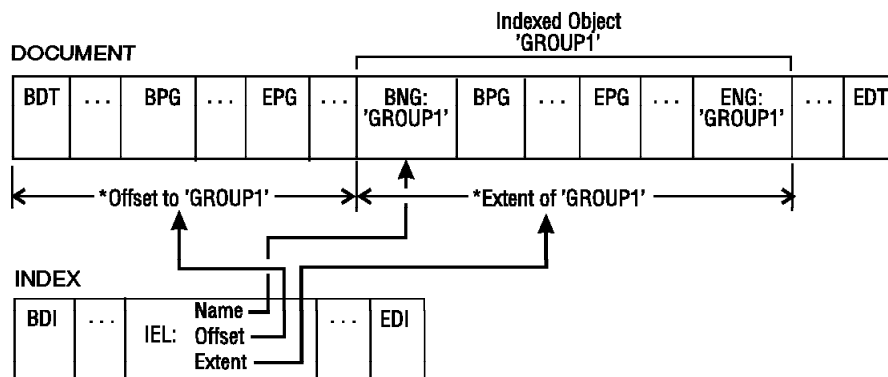 Indexed Object
'GROUP1'
DOCUMENT
BDT ... BPG ... EPG ... BNG: BPG ... EPG ... ENG: ... EDT
'GROUP1' 'GROUP1'
*Offset to 'GROUP1' *Extent of 'GROUP1'
INDEX
BDI ... IEL: Name ... EDI
Offset
Extent